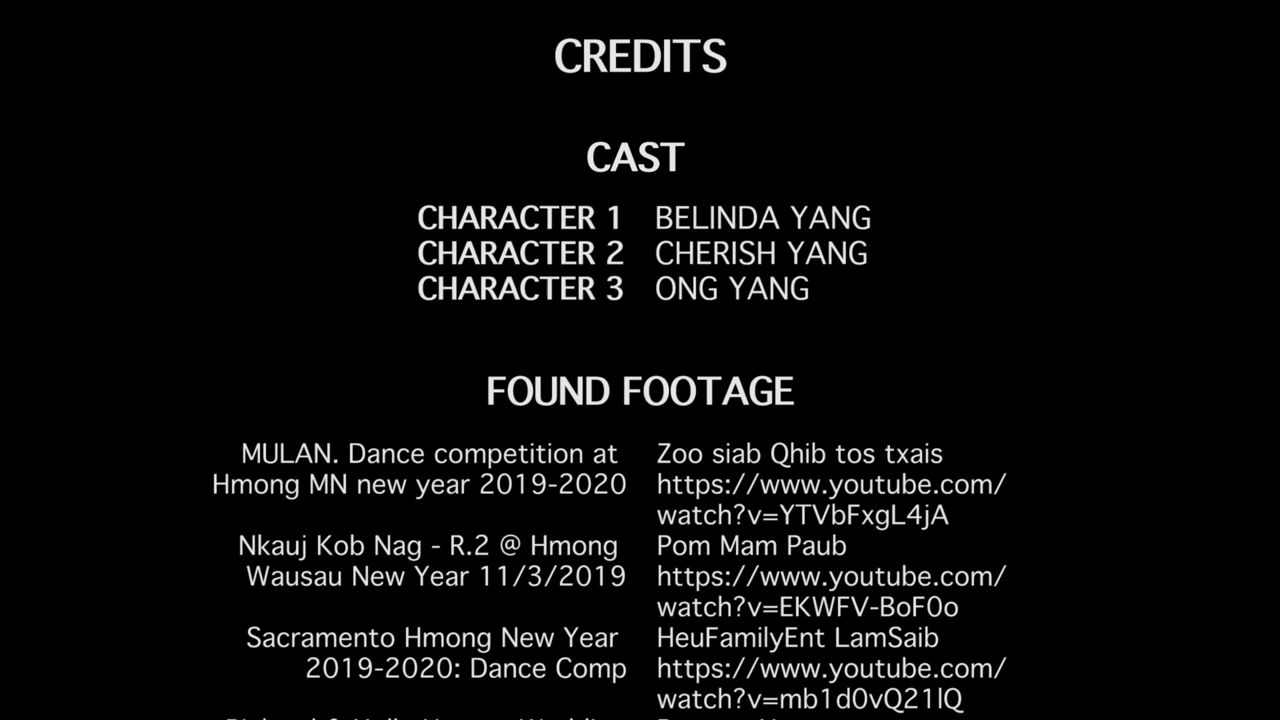 CREDITS
CAST
CHARACTER 1 BELINDA YANG
CHARACTER 2 CHERISH YANG
CHARACTER 3 ONG YANG
FOUND FOOTAGE
MULAN. Dance competition at Zoo siab Qhib tos txais
Hmong MN new year 2019-2020 https://www.youtube.com/
watch?v=YTVbFxgL4jA
Nkauj Kob Nag - R.2 @ Hmong Pom Mam Paub
Wausau New Year 11/3/2019 https://www.youtube.com/
watch?v=EKWFV-BoF0o
Sacramento Hmong New Year HeuFamilyEnt LamSaib
2019-2020: Dance Comp https://www.youtube.com/
watch?v=mb1d0vQ21lQ